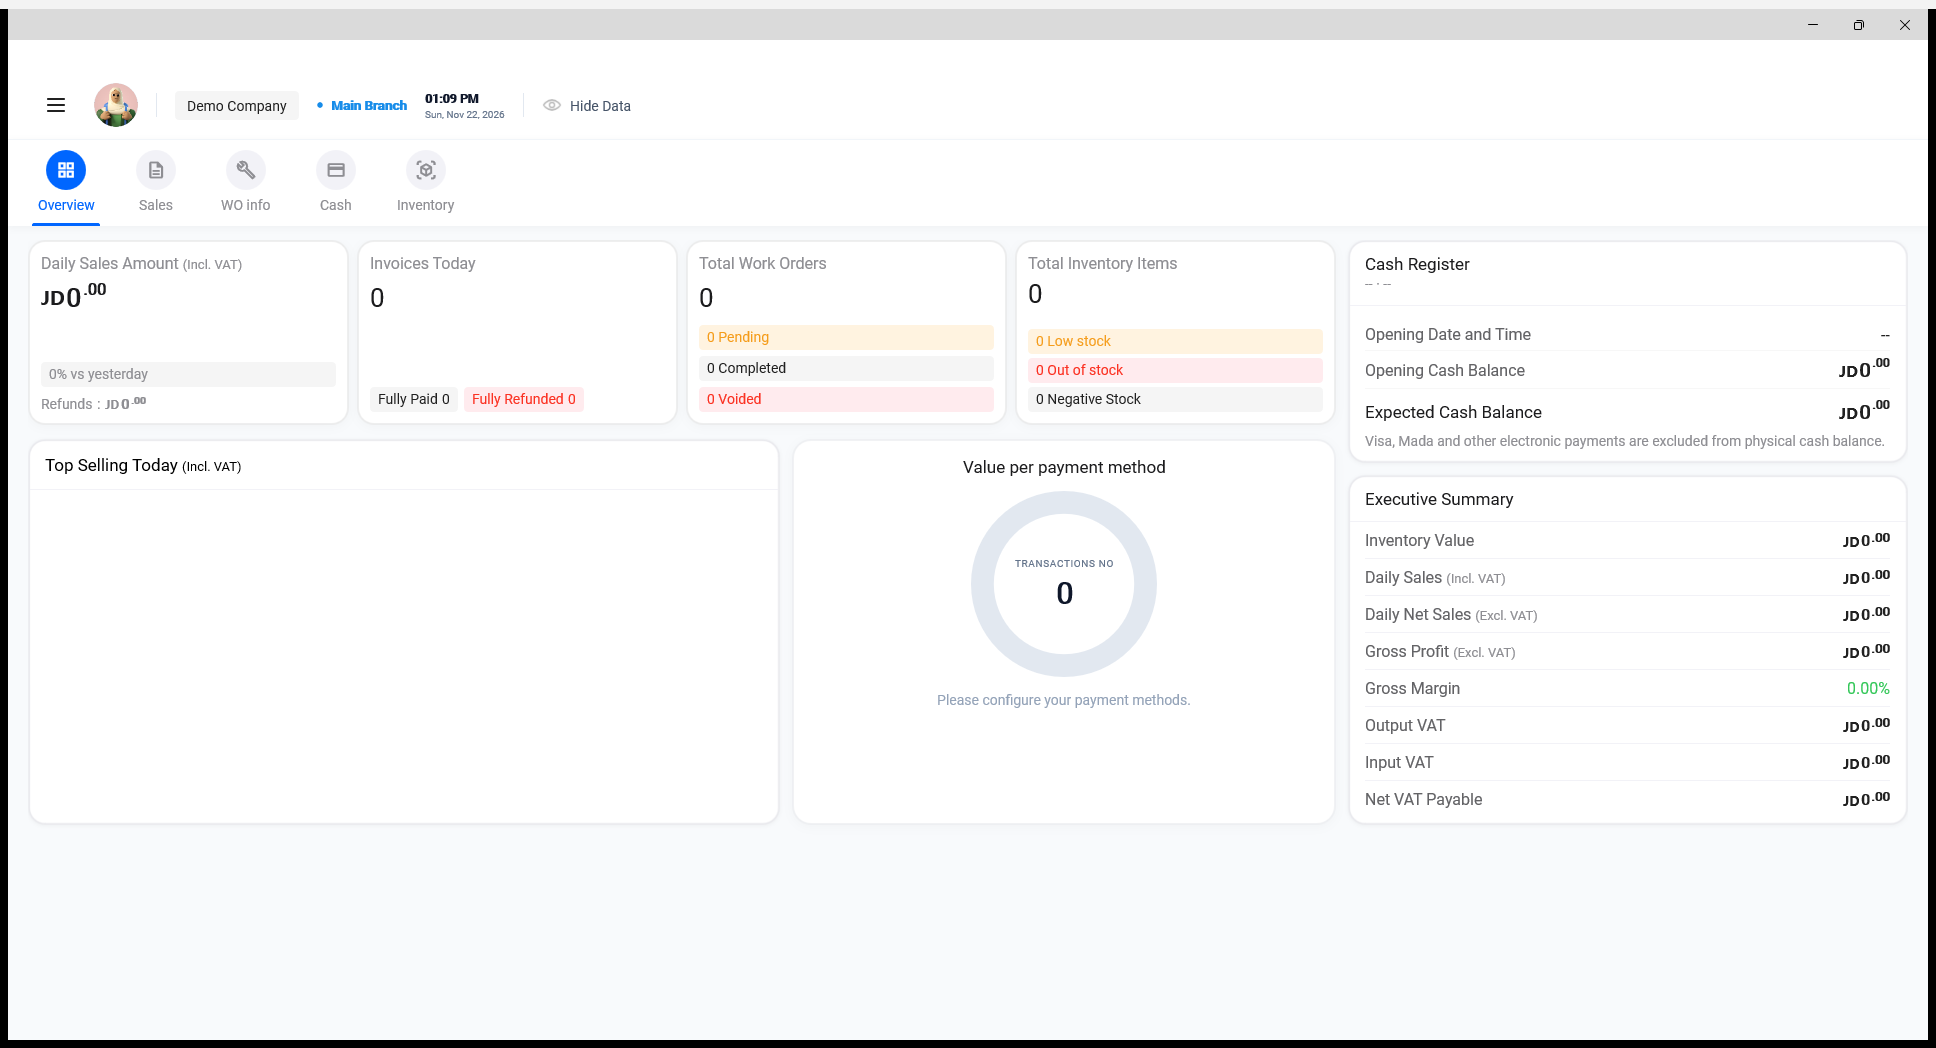 Demo Company
• Main Branch
01:09 PM
Sun, Nov 22, 2026
Hide Data
Overview
Sales
WO info
Cash
Inventory
Daily Sales Amount (Incl. VAT)
JD0.00
0% vs yesterday
Refunds : JD0.00
Invoices Today
0
Fully Paid 0
Fully Refunded 0
Total Work Orders
0
0 Pending
0 Completed
0 Voided
Total Inventory Items
0
0 Low stock
0 Out of stock
0 Negative Stock
Cash Register
-- · --
Opening Date and Time --
Opening Cash Balance JD0.00
Expected Cash Balance JD0.00
Visa, Mada and other electronic payments are excluded from physical cash balance.
Top Selling Today (Incl. VAT)
Value per payment method
TRANSACTIONS NO
0
Please configure your payment methods.
Executive Summary
Inventory Value JD0.00
Daily Sales (Incl. VAT) JD0.00
Daily Net Sales (Excl. VAT) JD0.00
Gross Profit (Excl. VAT) JD0.00
Gross Margin 0.00%
Output VAT JD0.00
Input VAT JD0.00
Net VAT Payable JD0.00